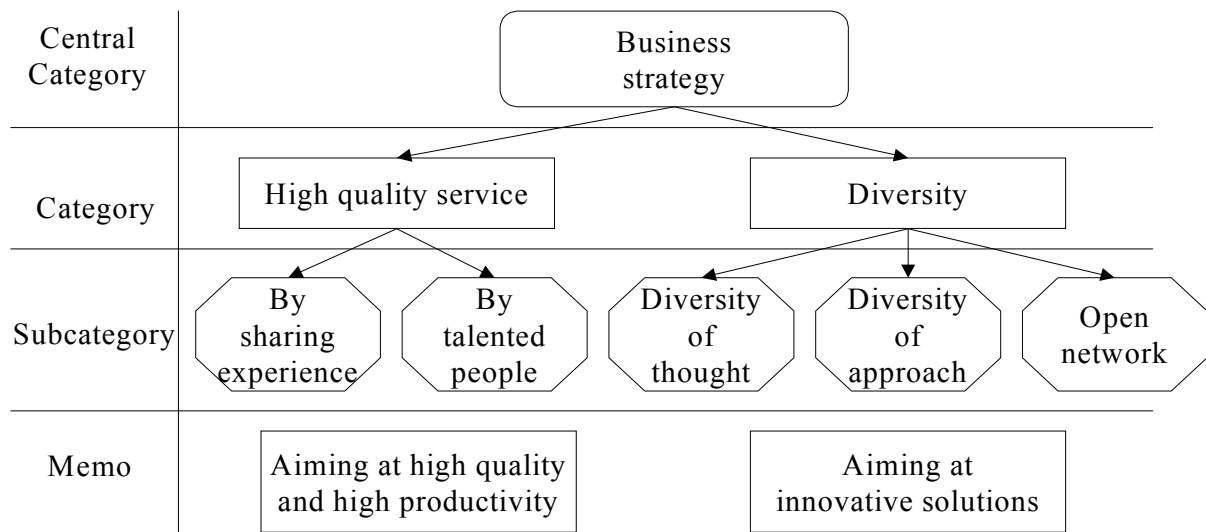 Central
Category
Business
strategy
Category
High quality service
Diversity
Subcategory
By
sharing
experience
By
talented
people
Diversity
of
thought
Diversity
of
approach
Open
network
Memo
Aiming at high quality
and high productivity
Aiming at
innovative solutions